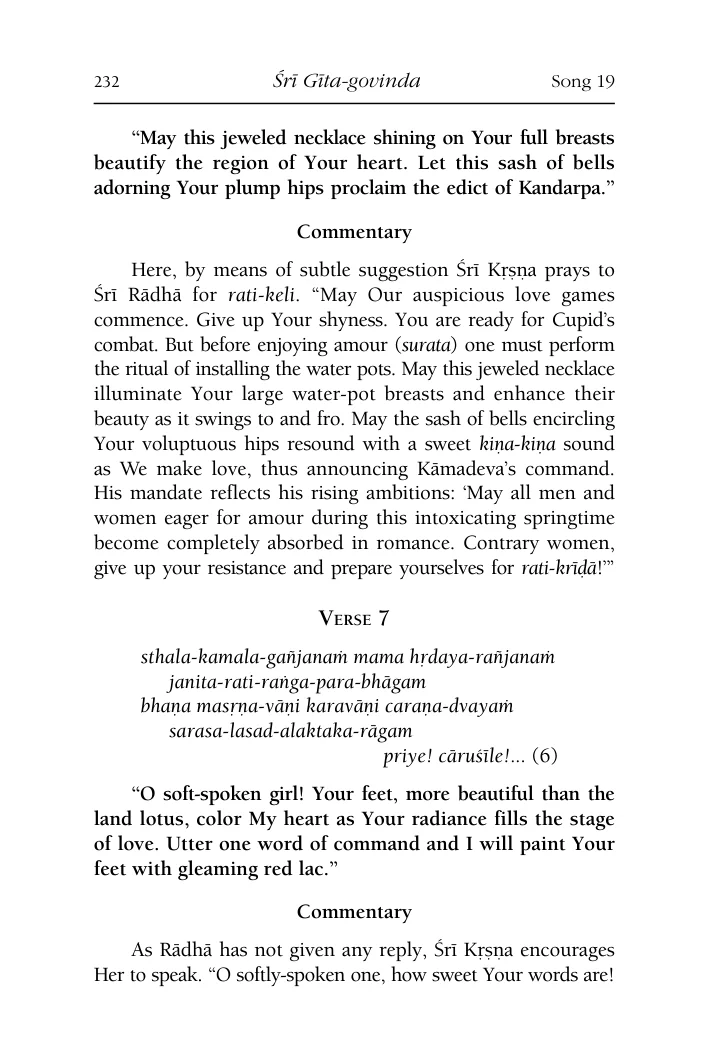 232 Śrī Gīta-govinda Song 19
“May this jeweled necklace shining on Your full breasts
beautify the region of Your heart. Let this sash of bells
adorning Your plump hips proclaim the edict of Kandarpa.”
Commentary
Here, by means of subtle suggestion Śrī Kṛṣṇa prays to
Śrī Rādhā for rati-keli. “May Our auspicious love games
commence. Give up Your shyness. You are ready for Cupid’s
combat. But before enjoying amour (surata) one must perform
the ritual of installing the water pots. May this jeweled necklace
illuminate Your large water-pot breasts and enhance their
beauty as it swings to and fro. May the sash of bells encircling
Your voluptuous hips resound with a sweet kiṇa-kiṇa sound
as We make love, thus announcing Kāmadeva’s command.
His mandate reflects his rising ambitions: ‘May all men and
women eager for amour during this intoxicating springtime
become completely absorbed in romance. Contrary women,
give up your resistance and prepare yourselves for rati-krīḍā!’”
Verse 7
sthala-kamala-gañjanaṁ mama hṛdaya-rañjanaṁ
janita-rati-raṅga-para-bhāgam
bhaṇa masṛṇa-vāṇi karavāṇi caraṇa-dvayaṁ
sarasa-lasad-alaktaka-rāgam
priye! cāruśīle!... (6)
“O soft-spoken girl! Your feet, more beautiful than the
land lotus, color My heart as Your radiance fills the stage
of love. Utter one word of command and I will paint Your
feet with gleaming red lac.”
Commentary
As Rādhā has not given any reply, Śrī Kṛṣṇa encourages
Her to speak. “O softly-spoken one, how sweet Your words are!